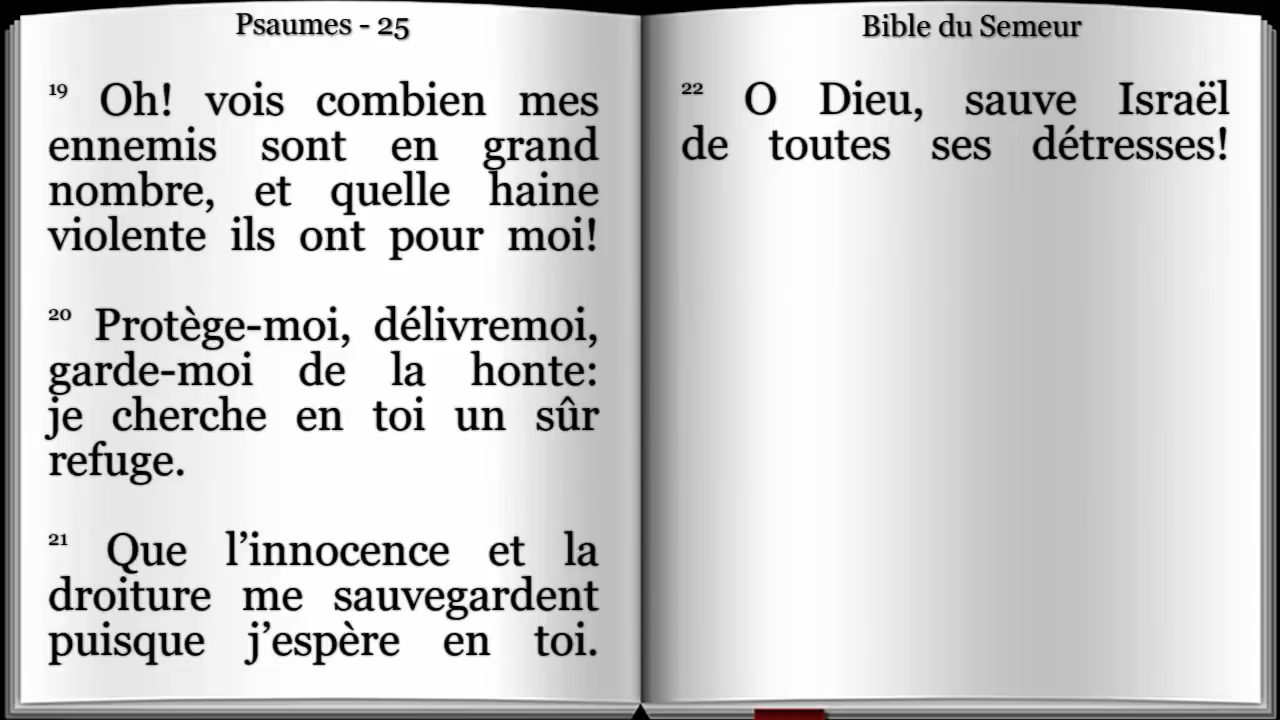 Psaumes - 25
19 Oh! vois combien mes
ennemis sont en grand
nombre, et quelle haine
violente ils ont pour moi!
20 Protège-moi, délivremoi,
garde-moi de la honte:
je cherche en toi un sûr
refuge.
21 Que l’innocence et la
droiture me sauvegardent
puisque j’espère en toi.
Bible du Semeur
22 O Dieu, sauve Israël
de toutes ses détresses!